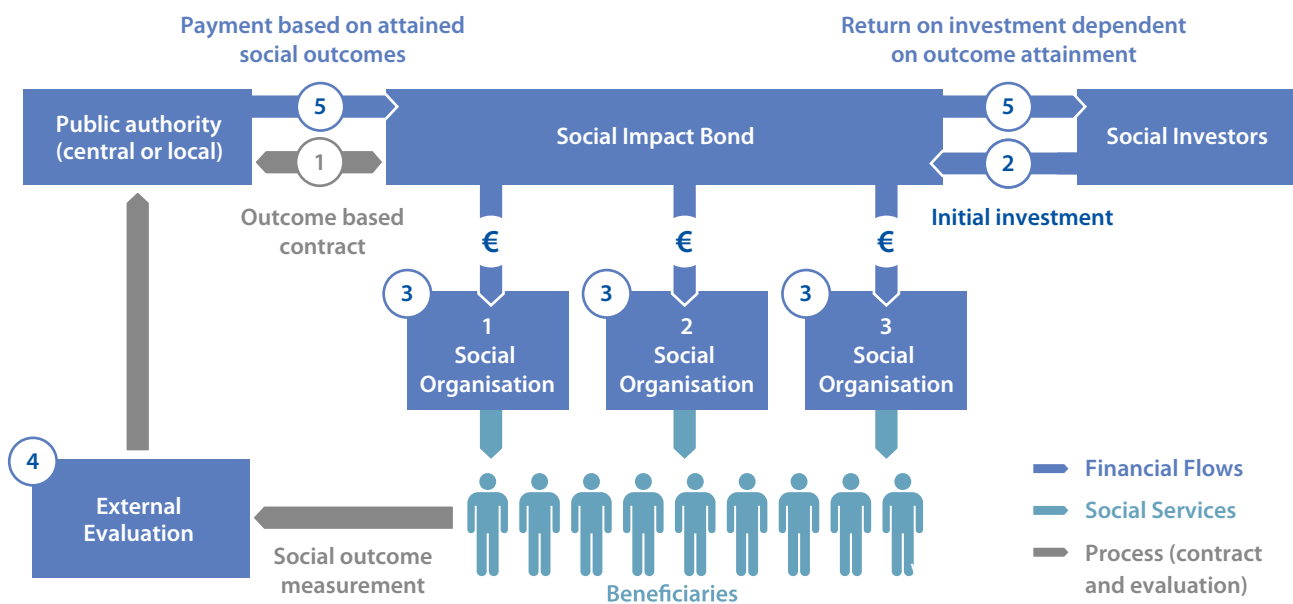 Payment based on attained
social outcomes
Return on investment dependent
on outcome attainment
Public authority
(central or local)
5
1
Social Impact Bond
5
2
Social Investors
Outcome based
contract
Initial investment
€
€
€
3
1
Social
Organisation
3
2
Social
Organisation
3
3
Social
Organisation
4
External
Evaluation
Social outcome
measurement
Beneficiaries
Financial Flows
Social Services
Process (contract
and evaluation)